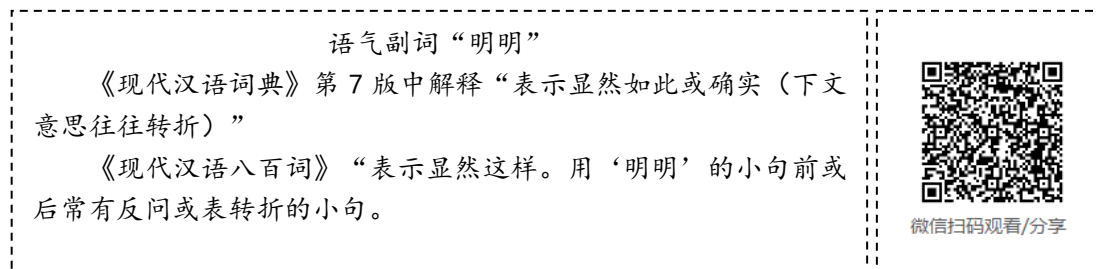 语气副词“明明”
《现代汉语词典》第 7 版中解释“表示显然如此或确实（下文
意思往往转折）”
《现代汉语八百词》“表示显然这样。用‘明明’的小句前或
后常有反问或表转折的小句。
微信扫码观看/分享